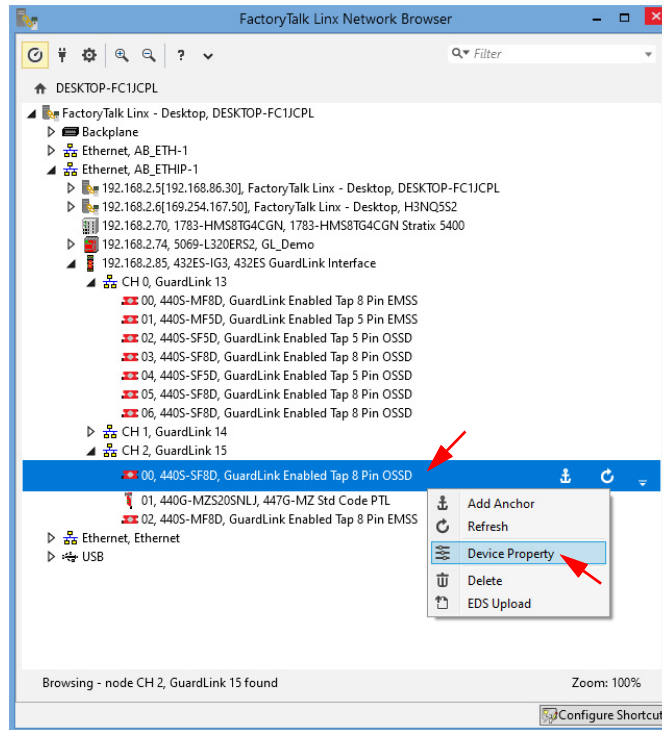 FactoryTalk Linx Network Browser
? Filter
DESKTOP-FC1JCPL
FactoryTalk Linx - Desktop, DESKTOP-FC1JCPL
Backplane
Ethernet, AB_ETH-1
Ethernet, AB_ETHIP-1
192.168.2.5[192.168.86.30], FactoryTalk Linx - Desktop, DESKTOP-FC1JCPL
192.168.2.6[169.254.167.50], FactoryTalk Linx - Desktop, H3NQ5S2
192.168.2.70, 1783-HMS8TG4CGN, 1783-HMS8TG4CGN Stratix 5400
192.168.2.74, 5069-L320ERS2, GL_Demo
192.168.2.85, 432ES-IG3, 432ES GuardLink Interface
CH 0, GuardLink 13
00, 440S-MF8D, GuardLink Enabled Tap 8 Pin EMSS
01, 440S-MF5D, GuardLink Enabled Tap 5 Pin EMSS
02, 440S-SF5D, GuardLink Enabled Tap 5 Pin OSSD
03, 440S-SF8D, GuardLink Enabled Tap 8 Pin OSSD
04, 440S-SF5D, GuardLink Enabled Tap 5 Pin OSSD
05, 440S-SF8D, GuardLink Enabled Tap 8 Pin OSSD
06, 440S-SF8D, GuardLink Enabled Tap 8 Pin OSSD
CH 1, GuardLink 14
CH 2, GuardLink 15
00, 440S-SF8D, GuardLink Enabled Tap 8 Pin OSSD
01, 440G-MZS20SNLJ, 447G-MZ Std Code PTL
02, 440S-MF8D, GuardLink Enabled Tap 8 Pin EMSS
Ethernet, Ethernet
USB
Add Anchor
Refresh
Device Property
Delete
EDS Upload
Browsing - node CH 2, GuardLink 15 found Zoom: 100%
Configure Shortcut